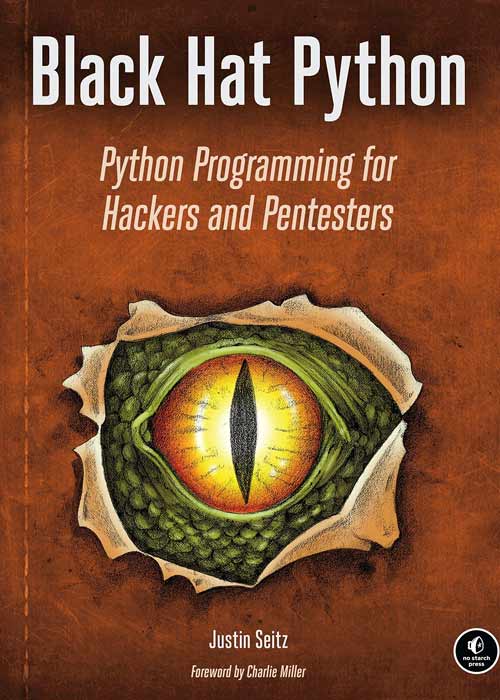 Black Hat Python
Python Programming for
Hackers and Pentesters
Justin Seitz
Foreword by Charlie Miller
no starch
press